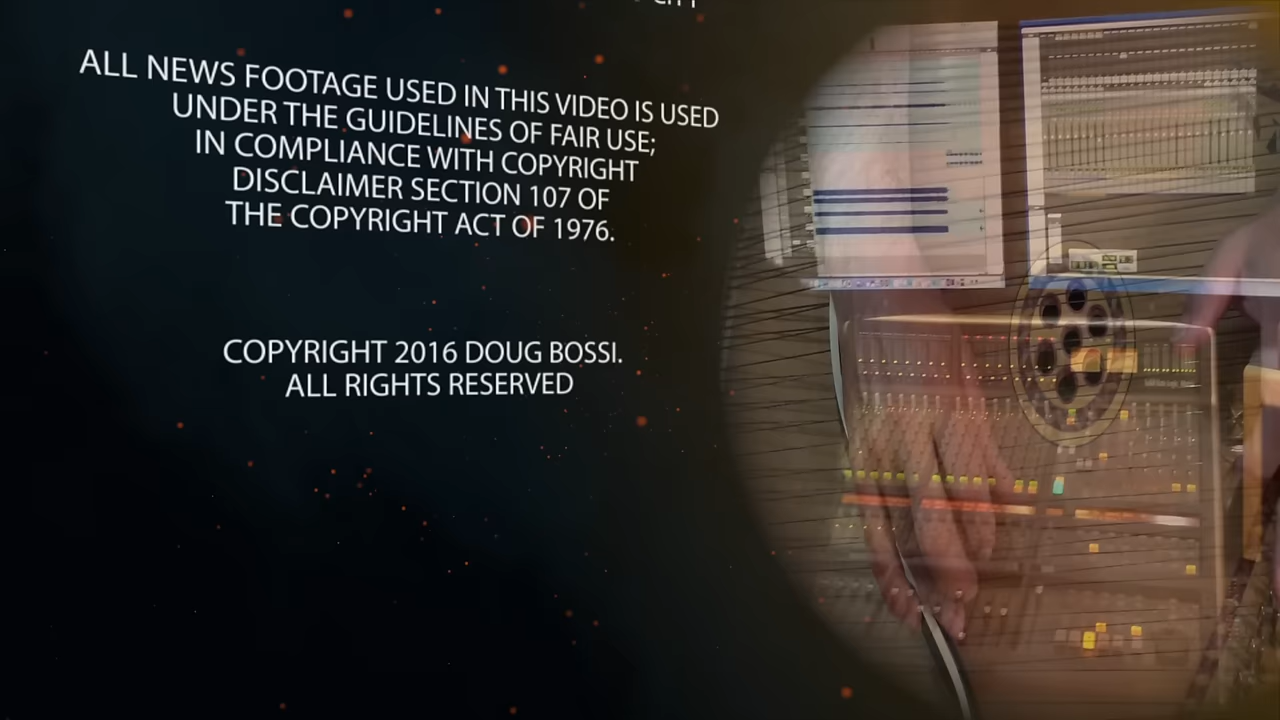 ALL NEWS FOOTAGE USED IN THIS VIDEO IS USED
UNDER THE GUIDELINES OF FAIR USE;
IN COMPLIANCE WITH COPYRIGHT
DISCLAIMER SECTION 107 OF
THE COPYRIGHT ACT OF 1976.
COPYRIGHT 2016 DOUG BOSSI.
ALL RIGHTS RESERVED